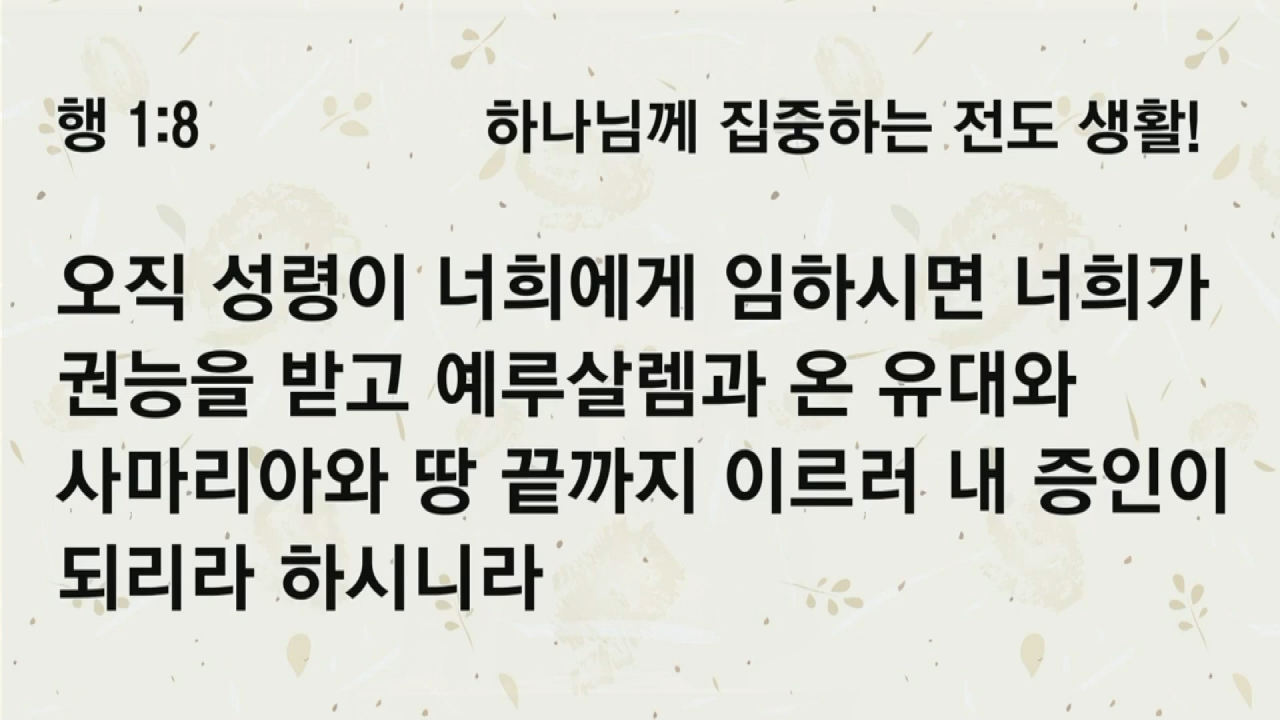 행 1:8 하나님께 집중하는 전도 생활!
오직 성령이 너희에게 임하시면 너희가
권능을 받고 예루살렘과 온 유대와
사마리아와 땅 끝까지 이르러 내 증인이
되리라 하시니라